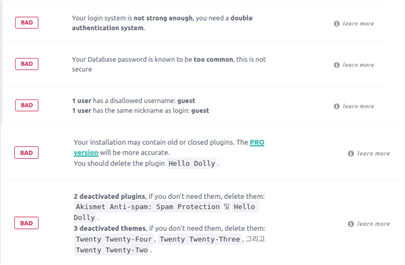 BAD
Your login system is not strong enough, you need a double
authentication system.
learn more
BAD
Your Database password is known to be too common, this is not
secure
learn more
BAD
1 user has a disallowed username: guest
1 user has the same nickname as login: guest
learn more
BAD
Your installation may contain old or closed plugins. The PRO
version will be more accurate.
You should delete the plugin Hello Dolly .
learn more
BAD
2 deactivated plugins, if you don't need them, delete them:
Akismet Anti-spam: Spam Protection 및 Hello
Dolly .
3 deactivated themes, if you don't need them, delete them:
Twenty Twenty-Four , Twenty Twenty-Three , 그리고
Twenty Twenty-Two .
learn more